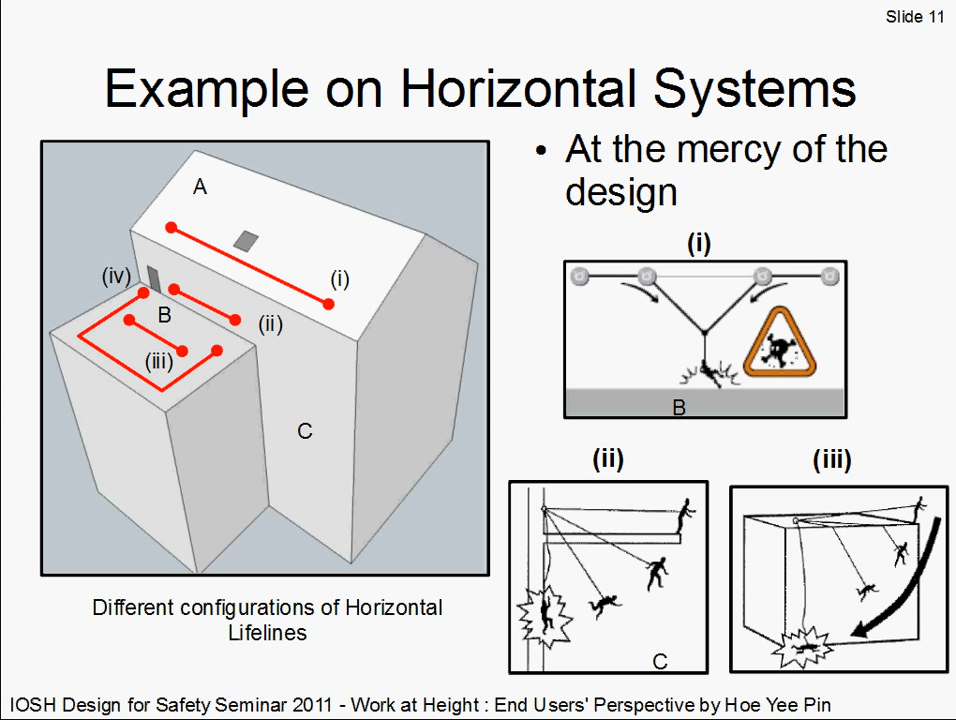 Slide 11
Example on Horizontal Systems
• At the mercy of the
design
A
(i)
(iv)
B
(ii)
(iii)
C
Different configurations of Horizontal
Lifelines
(i)
B
(ii)
C
(iii)
IOSH Design for Safety Seminar 2011 - Work at Height : End Users' Perspective by Hoe Yee Pin